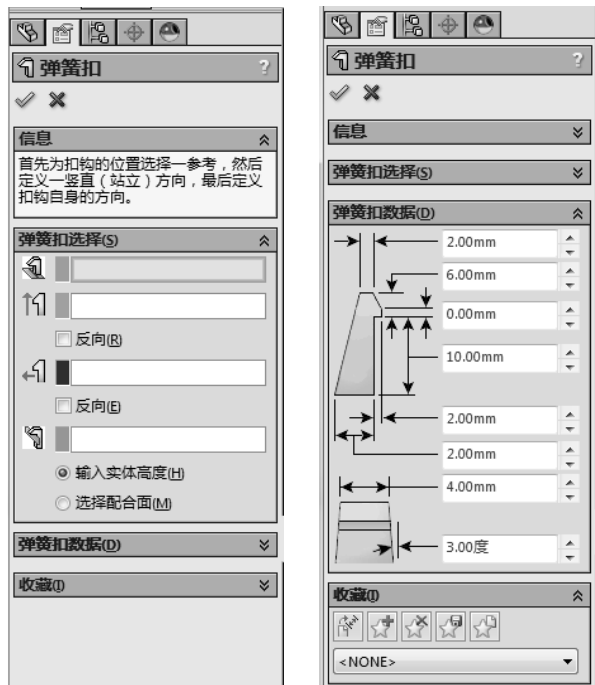 弹簧扣
?
信息
首先为扣钩的位置选择一参考，然后
定义一竖直（站立）方向，最后定义
扣钩自身的方向。
弹簧扣选择(S)
反向(R)
反向(E)
输入实体高度(H)
选择配合面(M)
弹簧扣数据(D)
收藏(I)
弹簧扣
?
信息
弹簧扣选择(S)
弹簧扣数据(D)
2.00mm
6.00mm
0.00mm
10.00mm
2.00mm
2.00mm
4.00mm
3.00度
收藏(I)
<NONE>